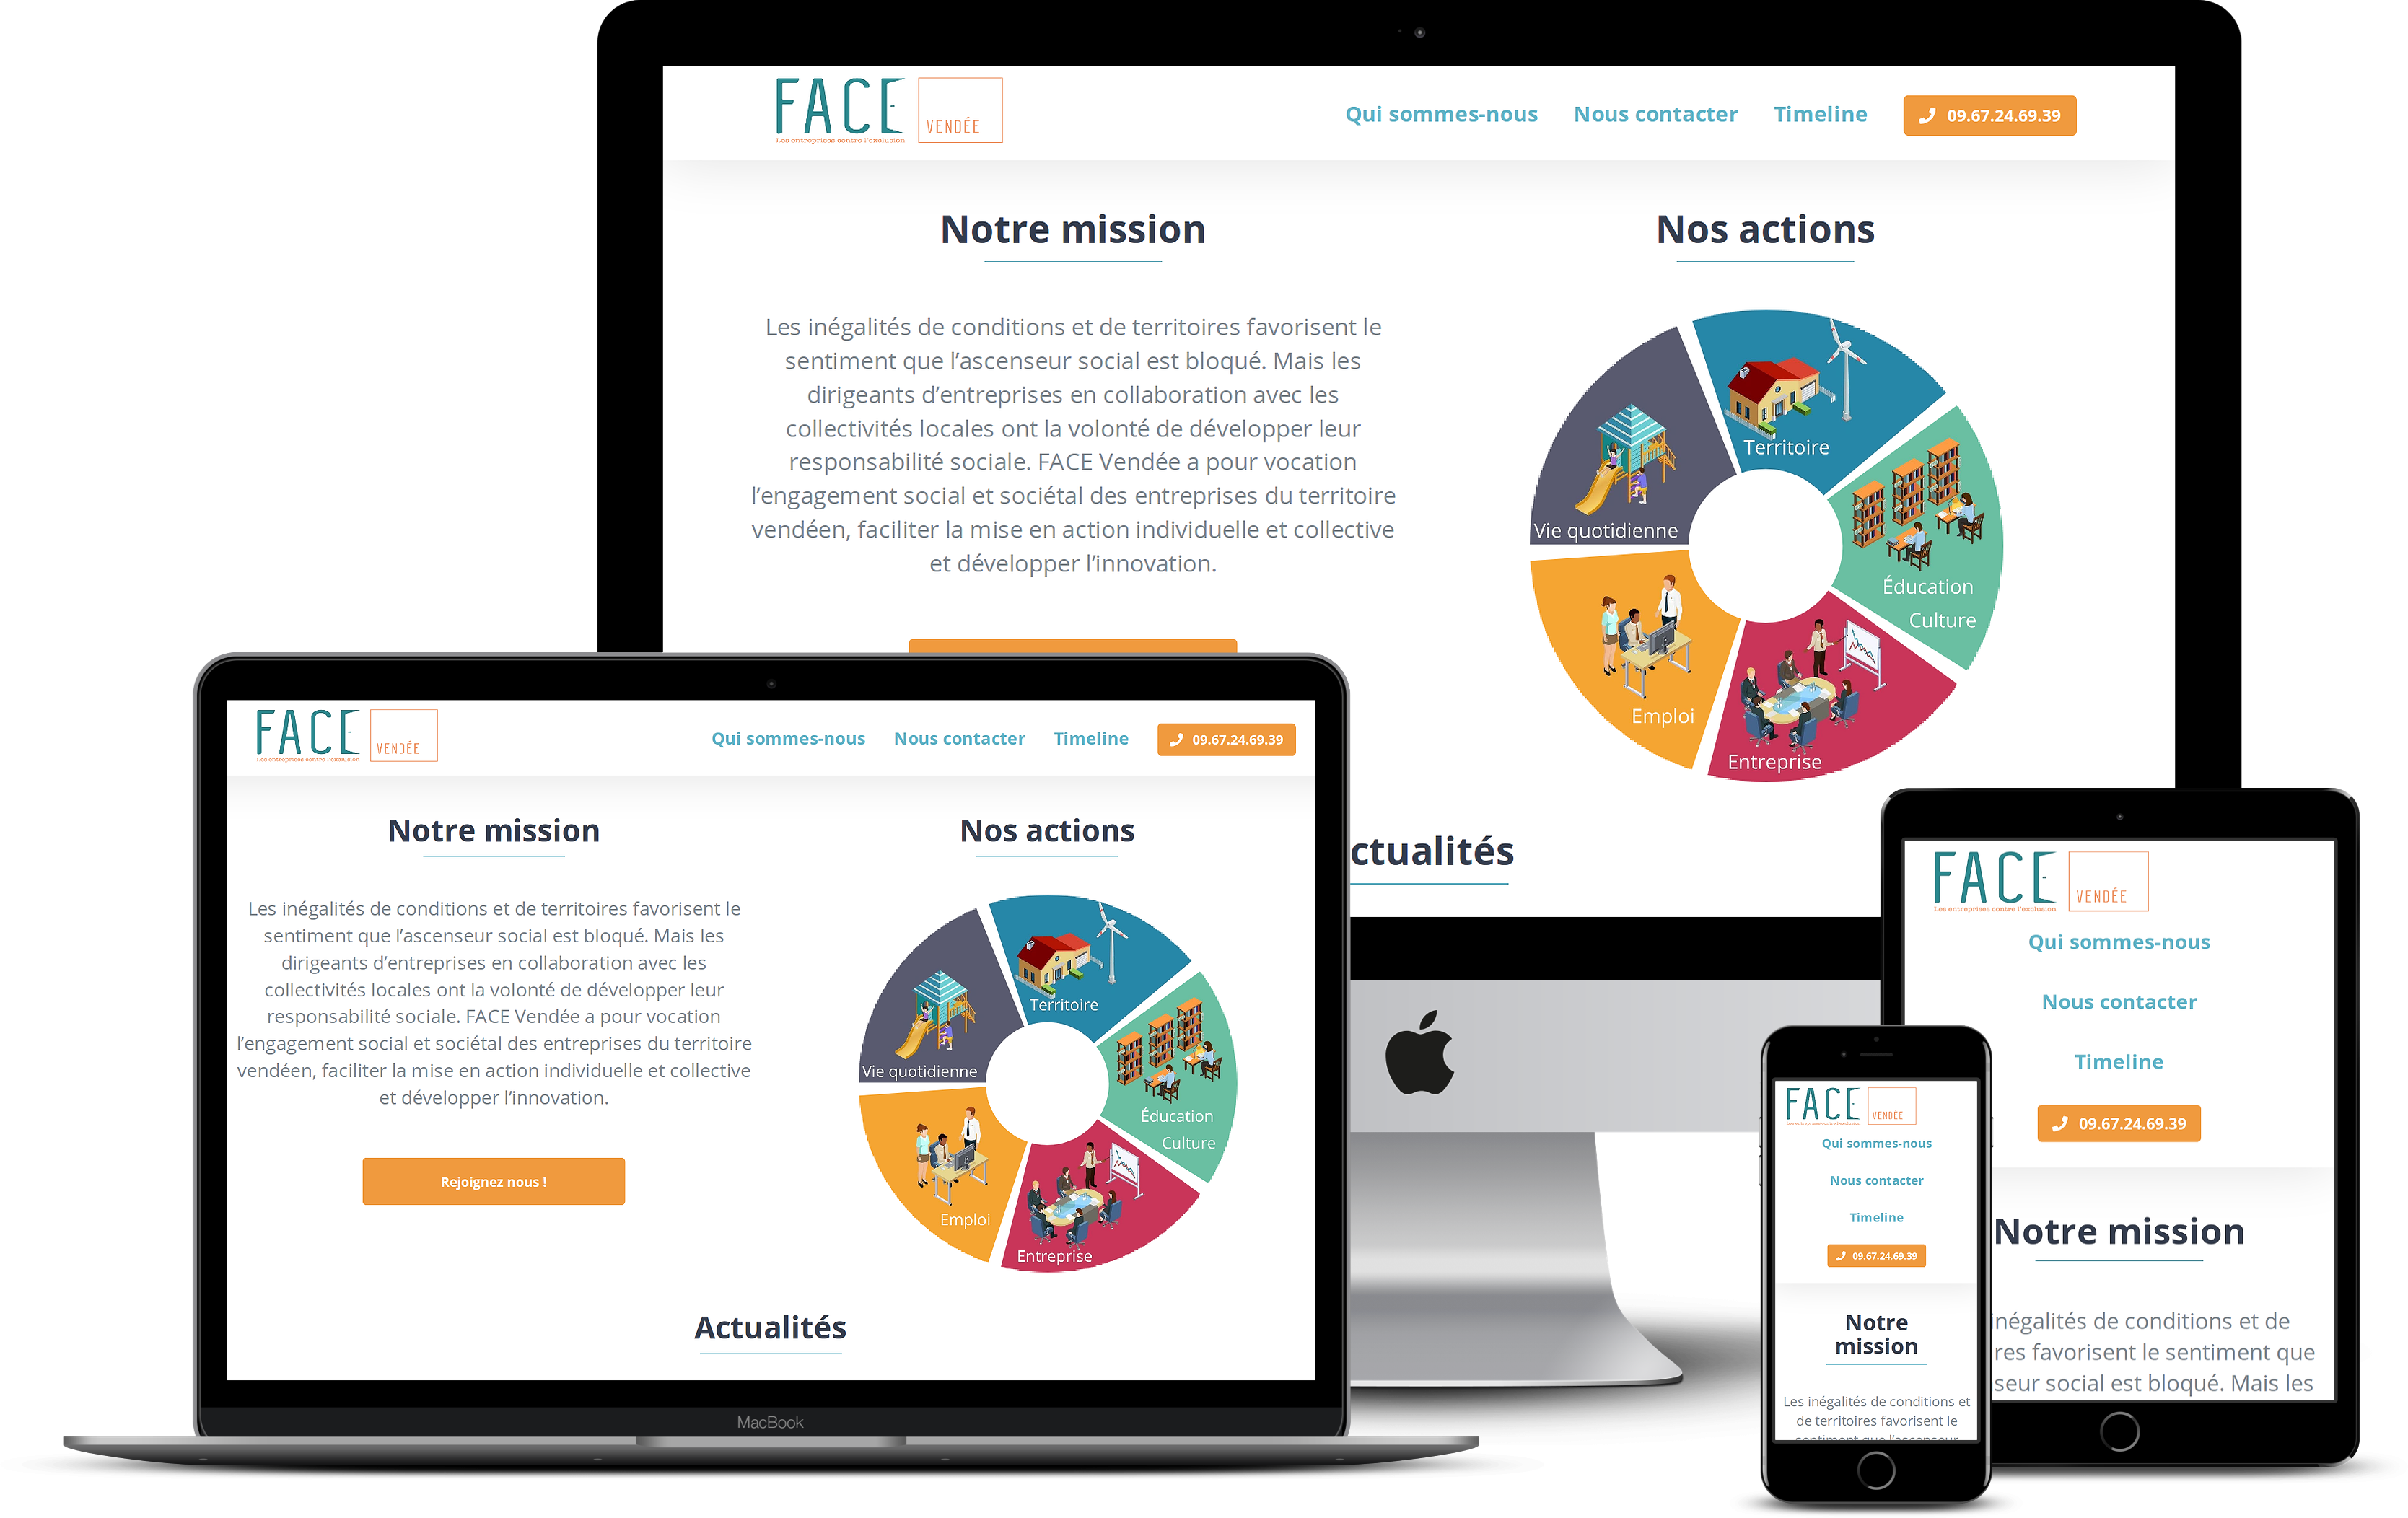 FACE
VENDÉE
Les entreprises contre l'exclusion
Qui sommes-nous
Nous contacter
Timeline
09.67.24.69.39
Notre mission
Les inégalités de conditions et de territoires favorisent le
sentiment que l’ascenseur social est bloqué. Mais les
dirigeants d’entreprises en collaboration avec les
collectivités locales ont la volonté de développer leur
responsabilité sociale. FACE Vendée a pour vocation
l’engagement social et sociétal des entreprises du territoire
vendéen, faciliter la mise en action individuelle et collective
et développer l’innovation.
Nos actions
Territoire
Vie quotidienne
Éducation
Culture
Emploi
Entreprise
ctualités
FACE
VENDÉE
Les entreprises contre l'exclusion
Qui sommes-nous
Nous contacter
Timeline
09.67.24.69.39
Notre mission
Les inégalités de conditions et de territoires favorisent le
sentiment que l’ascenseur social est bloqué. Mais les
dirigeants d’entreprises en collaboration avec les
collectivités locales ont la volonté de développer leur
responsabilité sociale. FACE Vendée a pour vocation
l’engagement social et sociétal des entreprises du territoire
vendéen, faciliter la mise en action individuelle et collective
et développer l’innovation.
Rejoignez nous !
Nos actions
Territoire
Vie quotidienne
Éducation
Culture
Emploi
Entreprise
Actualités
MacBook
FACE
VENDÉE
Les entreprises contre l'exclusion
Qui sommes-nous
Nous contacter
Timeline
09.67.24.69.39
Notre mission
inégalités de conditions et de
res favorisent le sentiment que
seur social est bloqué. Mais les
FACE
VENDÉE
Les entreprises contre l'exclusion
Qui sommes-nous
Nous contacter
Timeline
09.67.24.69.39
Notre
mission
Les inégalités de conditions et
de territoires favorisent le
sentiment que l’ascenseur